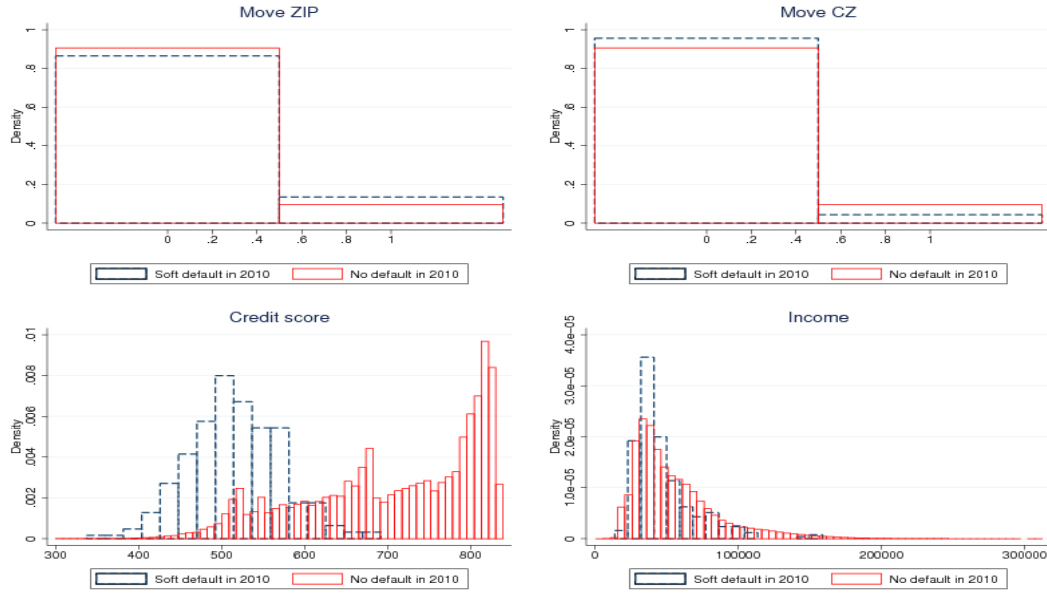 Move ZIP
Density
0 .2 .4 .6 .8 1
0 .2 .4 .6 .8 1
Soft default in 2010 No default in 2010
Move CZ
Density
0 .2 .4 .6 .8 1
0 .2 .4 .6 .8 1
Soft default in 2010 No default in 2010
Credit score
Density
0 .002 .004 .006 .008 .01
300 400 500 600 700 800
Soft default in 2010 No default in 2010
Income
Density
0 1.0e-05 2.0e-05 3.0e-05 4.0e-05
0 100000 200000 300000
Soft default in 2010 No default in 2010